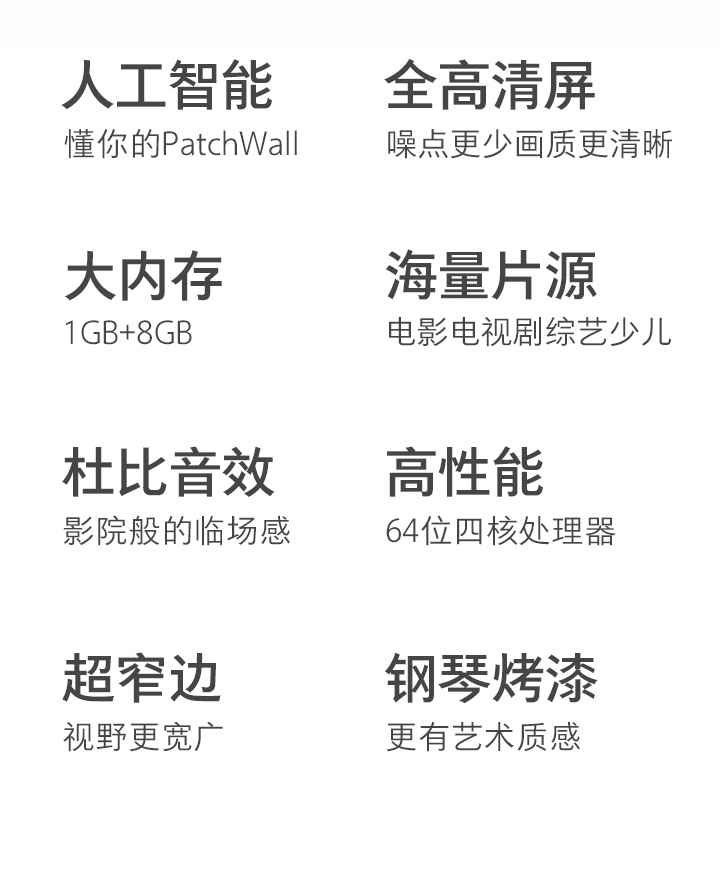 人工智能
懂你的PatchWall
全高清屏
噪点更少画质更清晰
大内存
1GB+8GB
海量片源
电影电视剧综艺少儿
杜比音效
影院般的临场感
高性能
64位四核处理器
超窄边
视野更宽广
钢琴烤漆
更有艺术质感